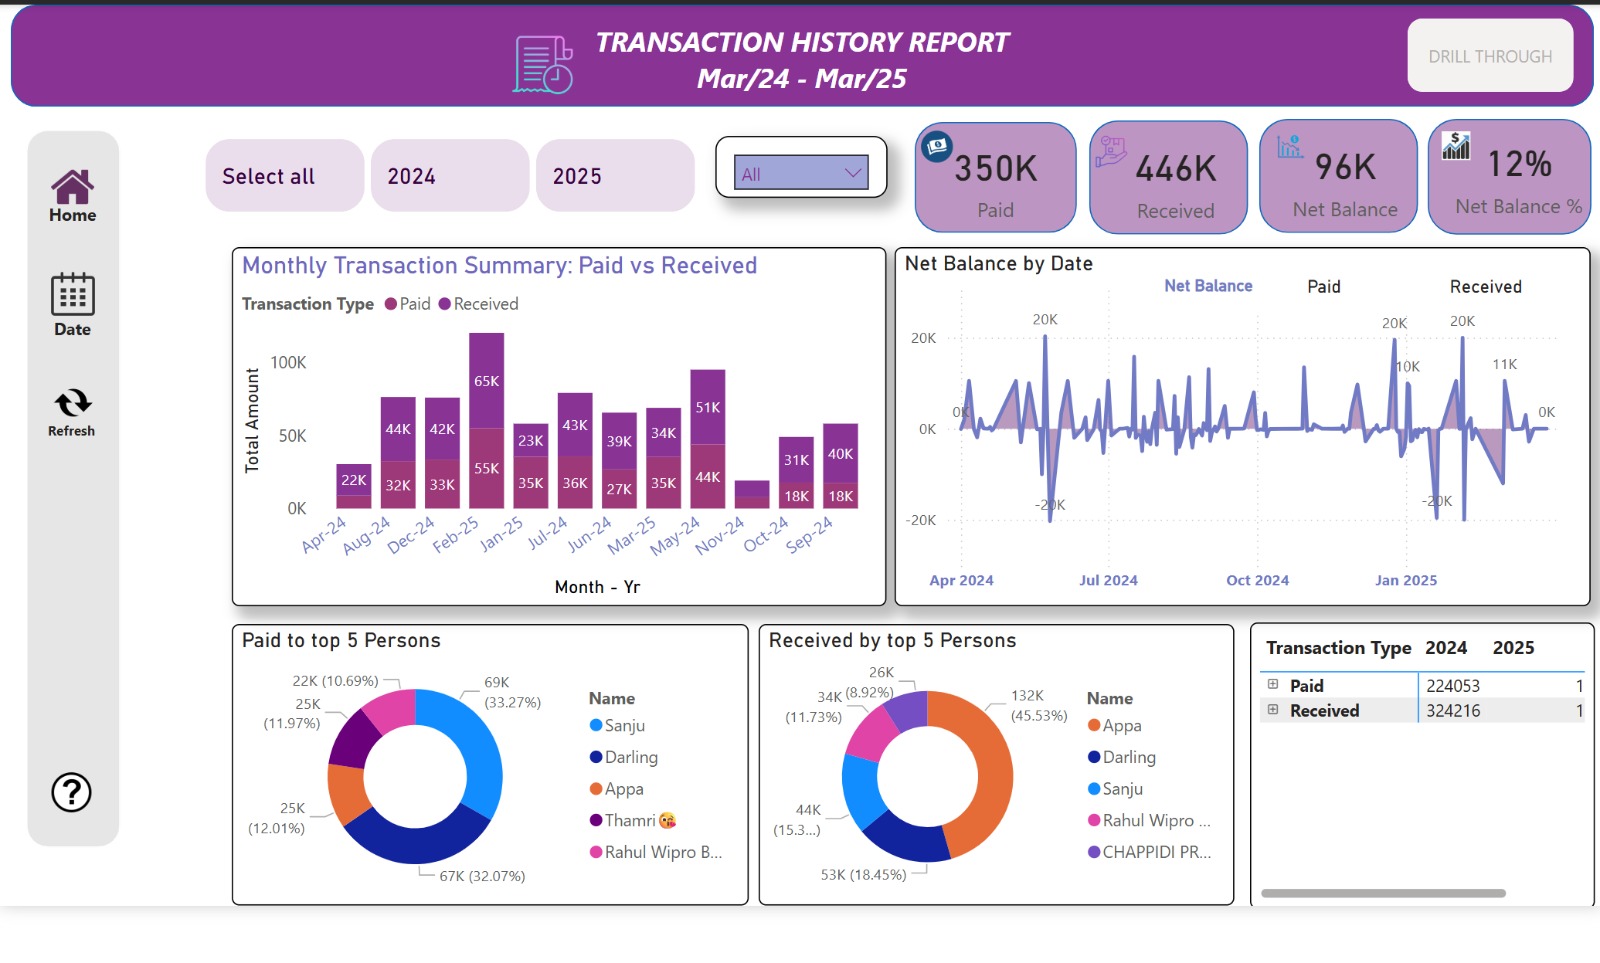 TRANSACTION HISTORY REPORT
Mar/24 - Mar/25
DRILL THROUGH
Home
Date
Refresh
?
Select all
2024
2025
All
350K
Paid
446K
Received
96K
Net Balance
12%
Net Balance %
Monthly Transaction Summary: Paid vs Received
Transaction Type Paid Received
Total Amount
100K
50K
0K
22K
44K
32K
42K
33K
65K
55K
23K
35K
43K
36K
39K
27K
34K
35K
51K
44K
31K
18K
40K
18K
Apr-24
Aug-24
Dec-24
Feb-25
Jan-25
Jul-24
Jun-24
Mar-25
May-24
Nov-24
Oct-24
Sep-24
Month - Yr
Net Balance by Date
Net Balance Paid Received
20K
0K
-20K
0K
20K
-20K
20K
10K
-20K
20K
11K
0K
Apr 2024
Jul 2024
Oct 2024
Jan 2025
Paid to top 5 Persons
22K (10.69%)
25K
(11.97%)
25K
(12.01%)
69K
(33.27%)
67K (32.07%)
Name
Sanju
Darling
Appa
Thamri 😘
Rahul Wipro B...
Received by top 5 Persons
26K
(8.92%)
34K
(11.73%)
44K
(15.3...)
53K (18.45%)
132K
(45.53%)
Name
Appa
Darling
Sanju
Rahul Wipro ...
CHAPPIDI PR...
Transaction Type 2024 2025
Paid 224053 1
Received 324216 1